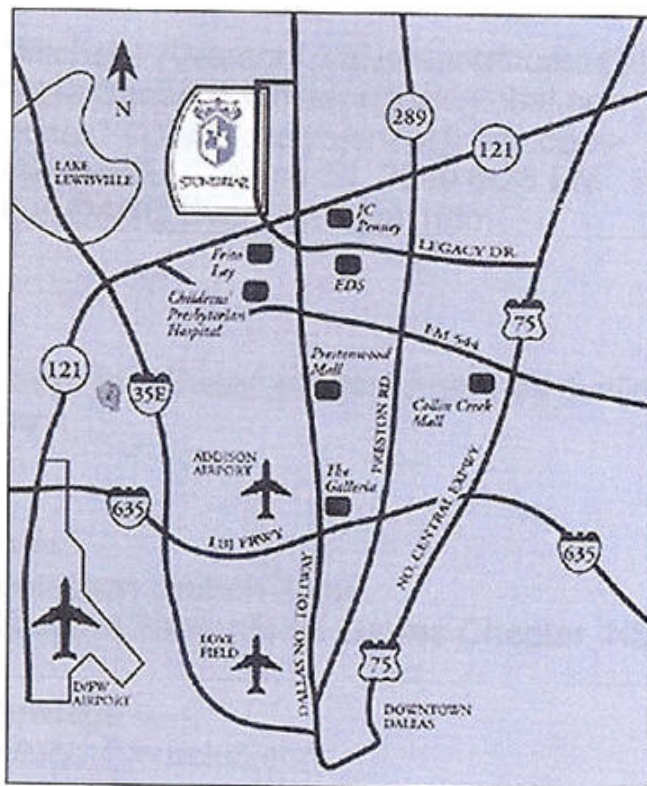 N
LAKE
LEWISVILLE
STONEBRIAR
289
121
JC
Penney
LEGACY DR.
Frito
Lay
EDS
Childrens'
Presbyterian
Hospital
75
FM 544
121
35E
Prestonwood
Mall
Collin Creek
Mall
PRESTON RD
ADDISON
AIRPORT
The
Galleria
NO. CENTRAL EXPWY
635
LBJ FRWY
635
DALLAS NO. TOLLWAY
LOVE
FIELD
75
D/FW
AIRPORT
DOWNTOWN
DALLAS